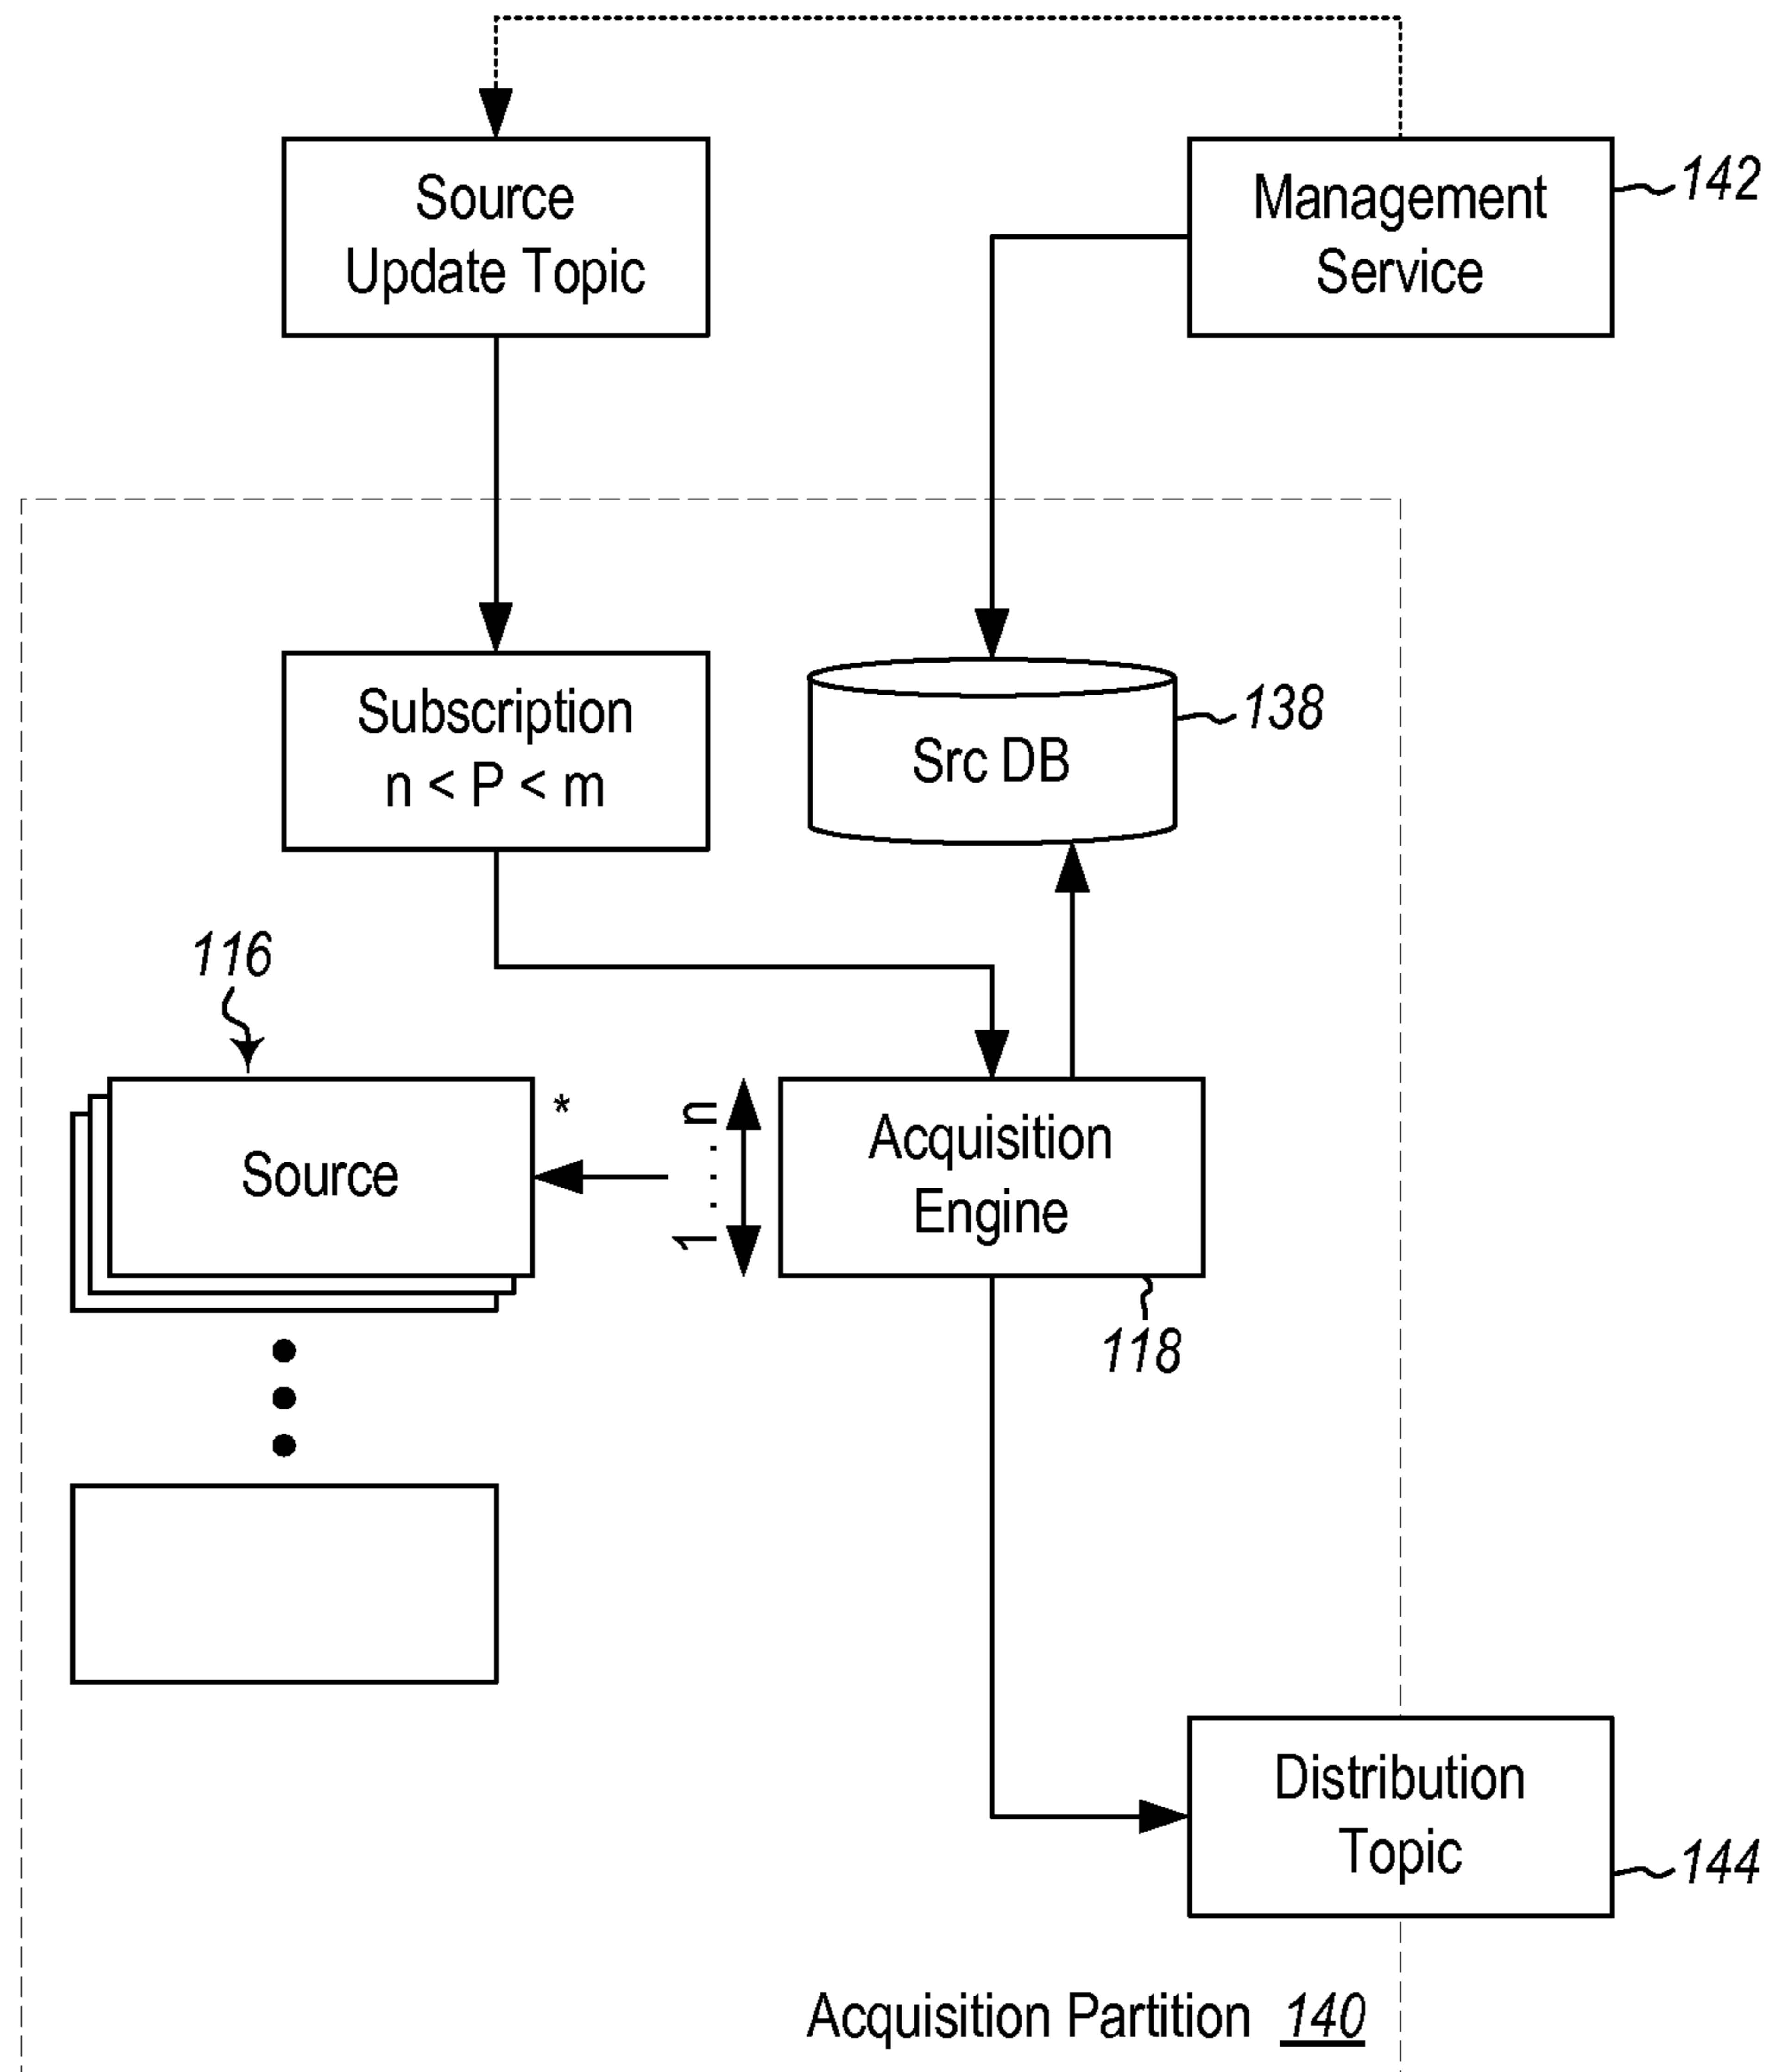 Source
Update Topic
Management
Service
142
Subscription
n < P < m
Src DB
138
116
Source
*
1 . . . n
Acquisition
Engine
118
Distribution
Topic
144
Acquisition Partition 140